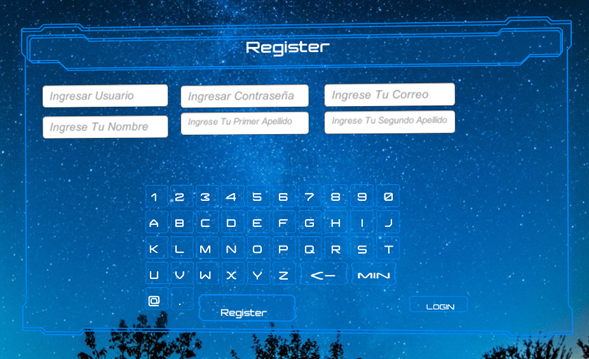 Register
Ingresar Usuario Ingresar Contraseña Ingrese Tu Correo
Ingrese Tu Nombre Ingrese Tu Primer Apellido Ingrese Tu Segundo Apellido
1 2 3 4 5 6 7 8 9 0
A B C D E F G H I J
K L M N O P Q R S T
U V W X Y Z <- MIN
@ Register LOGIN